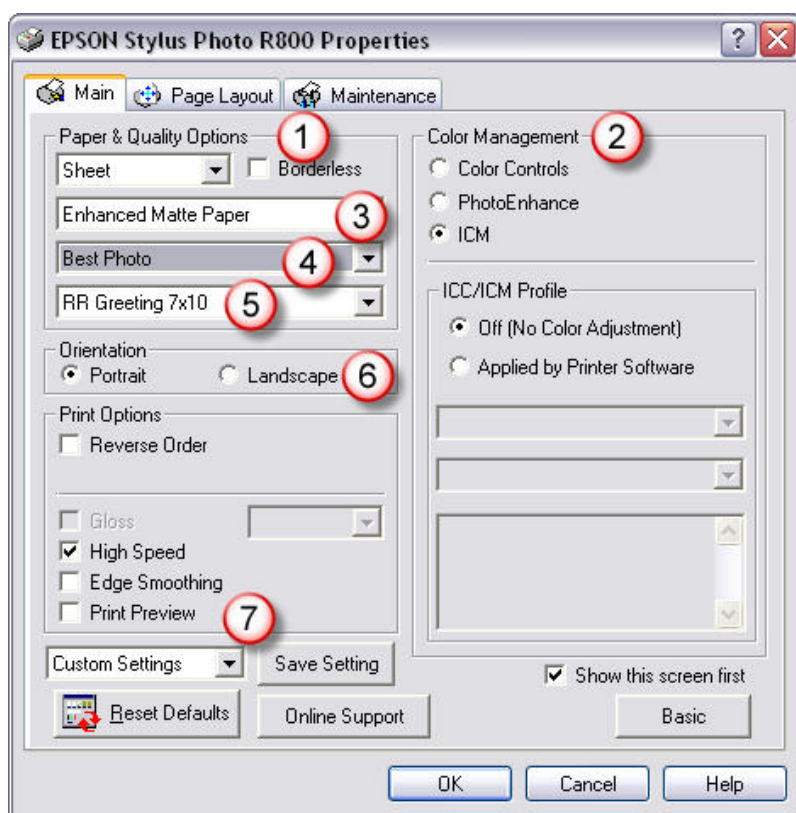 EPSON Stylus Photo R800 Properties
Main
Page Layout
Maintenance
Paper & Quality Options
1
Sheet
Borderless
Enhanced Matte Paper
3
Best Photo
4
RR Greeting 7x10
5
Orientation
Portrait
Landscape
6
Print Options
Reverse Order
Gloss
High Speed
Edge Smoothing
Print Preview
7
Custom Settings
Save Setting
Reset Defaults
Online Support
Color Management
2
Color Controls
PhotoEnhance
ICM
ICC/ICM Profile
Off (No Color Adjustment)
Applied by Printer Software
Show this screen first
Basic
OK
Cancel
Help